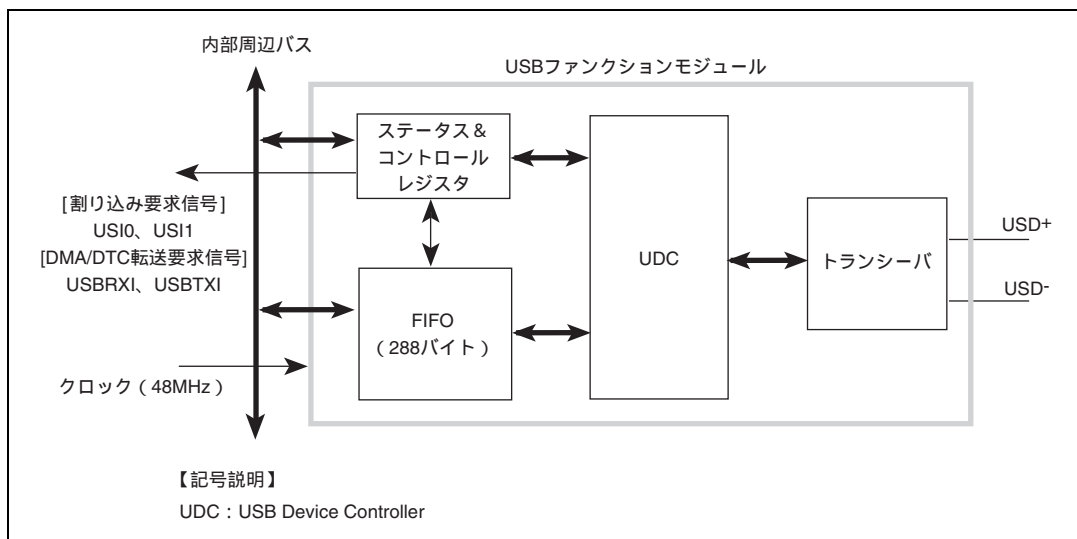 内部周辺バス
USBファンクションモジュール
ステータス＆
コントロール
レジスタ
[割り込み要求信号]
USI0、USI1
[DMA/DTC転送要求信号]
USBRXI、USBTXI
クロック（48MHz）
FIFO
（288バイト）
UDC
トランシーバ
USD+
USD-
【記号説明】
UDC：USB Device Controller